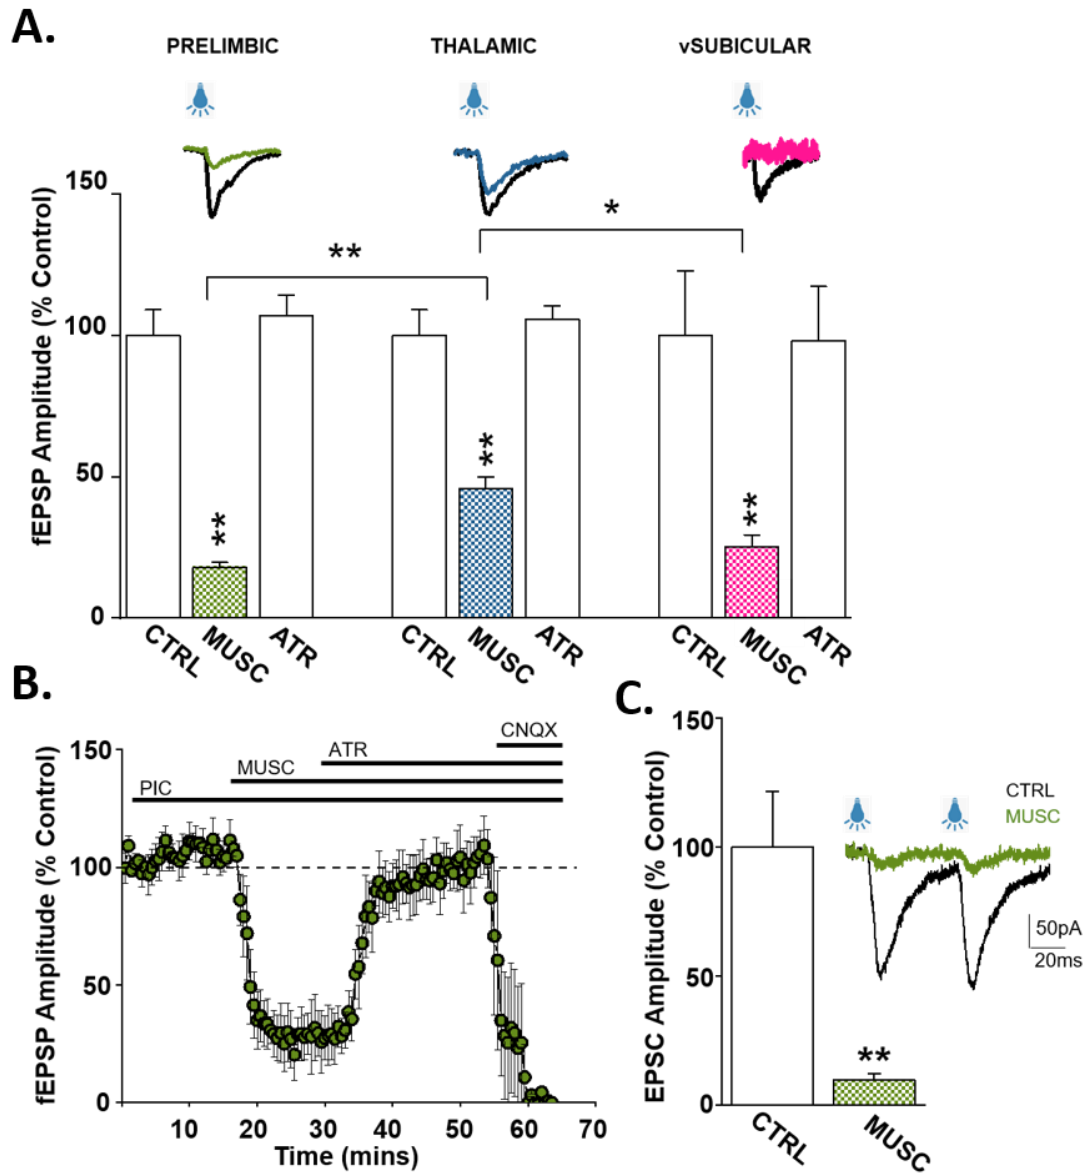 A.
PRELIMBIC THALAMIC vSUBICULAR
fEPSP Amplitude (% Control)
150
100
50
0
**
*
**
**
**
CTRL MUSC ATR CTRL MUSC ATR CTRL MUSC ATR
B.
fEPSP Amplitude (% Control)
150
100
50
0
CNQX
ATR
MUSC
PIC
10 20 30 40 50 60 70
Time (mins)
C.
EPSC Amplitude (% Control)
150
100
50
0
CTRL
MUSC
50pA
20ms
**
CTRL MUSC